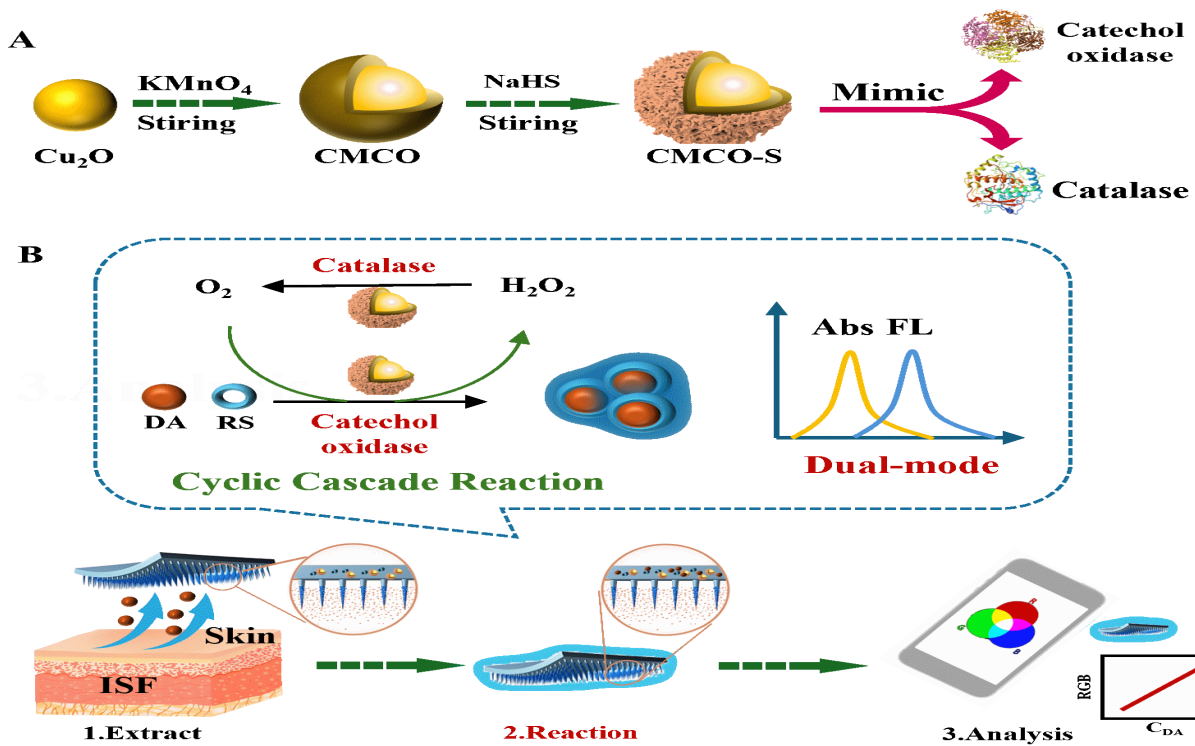 A
KMnO₄
Stiring
Cu₂O
CMCO
NaHS
Stiring
CMCO-S
Mimic
Catechol
oxidase
Catalase
B
O₂
Catalase
H₂O₂
DA
RS
Catechol
oxidase
Cyclic Cascade Reaction
Abs FL
Dual-mode
Skin
ISF
1.Extract
2.Reaction
R
G
B
3.Analysis
RGB
C_DA